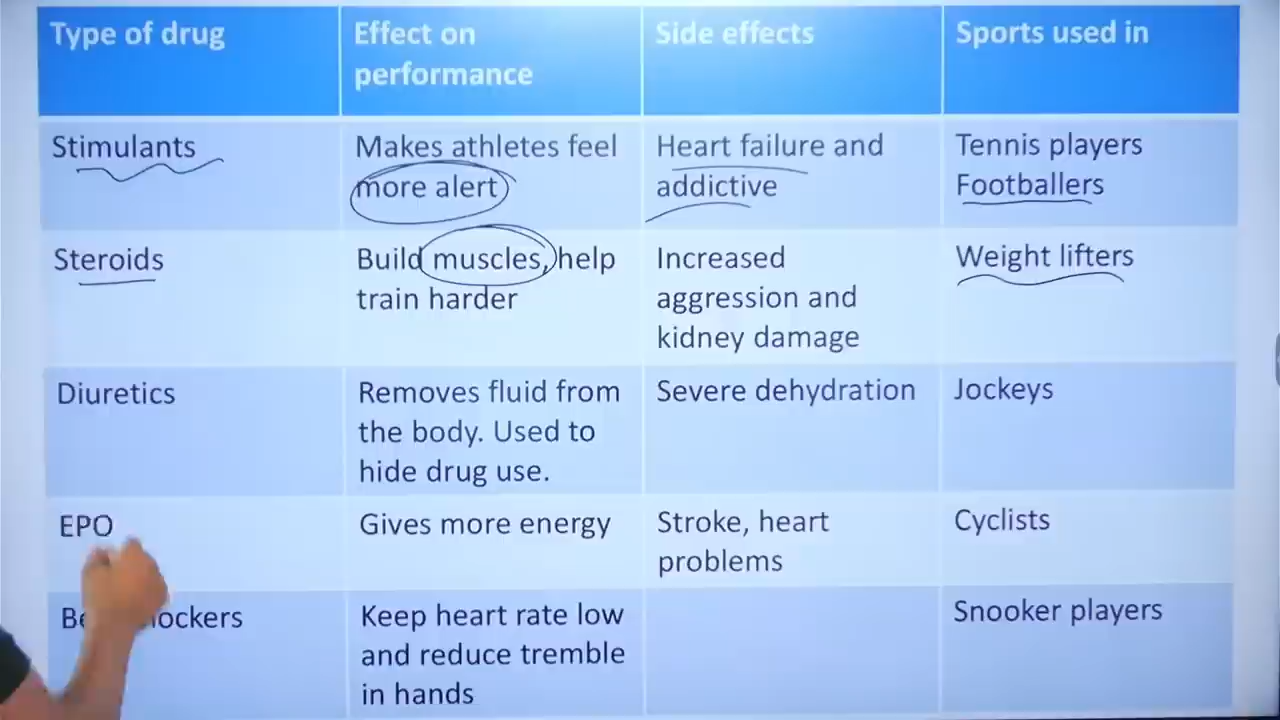 Type of drug
Effect on
performance
Side effects
Sports used in
Stimulants
Makes athletes feel
more alert
Heart failure and
addictive
Tennis players
Footballers
Steroids
Build muscles, help
train harder
Increased
aggression and
kidney damage
Weight lifters
Diuretics
Removes fluid from
the body. Used to
hide drug use.
Severe dehydration
Jockeys
EPO
Gives more energy
Stroke, heart
problems
Cyclists
Keep heart rate low
and reduce tremble
in hands
Snooker players